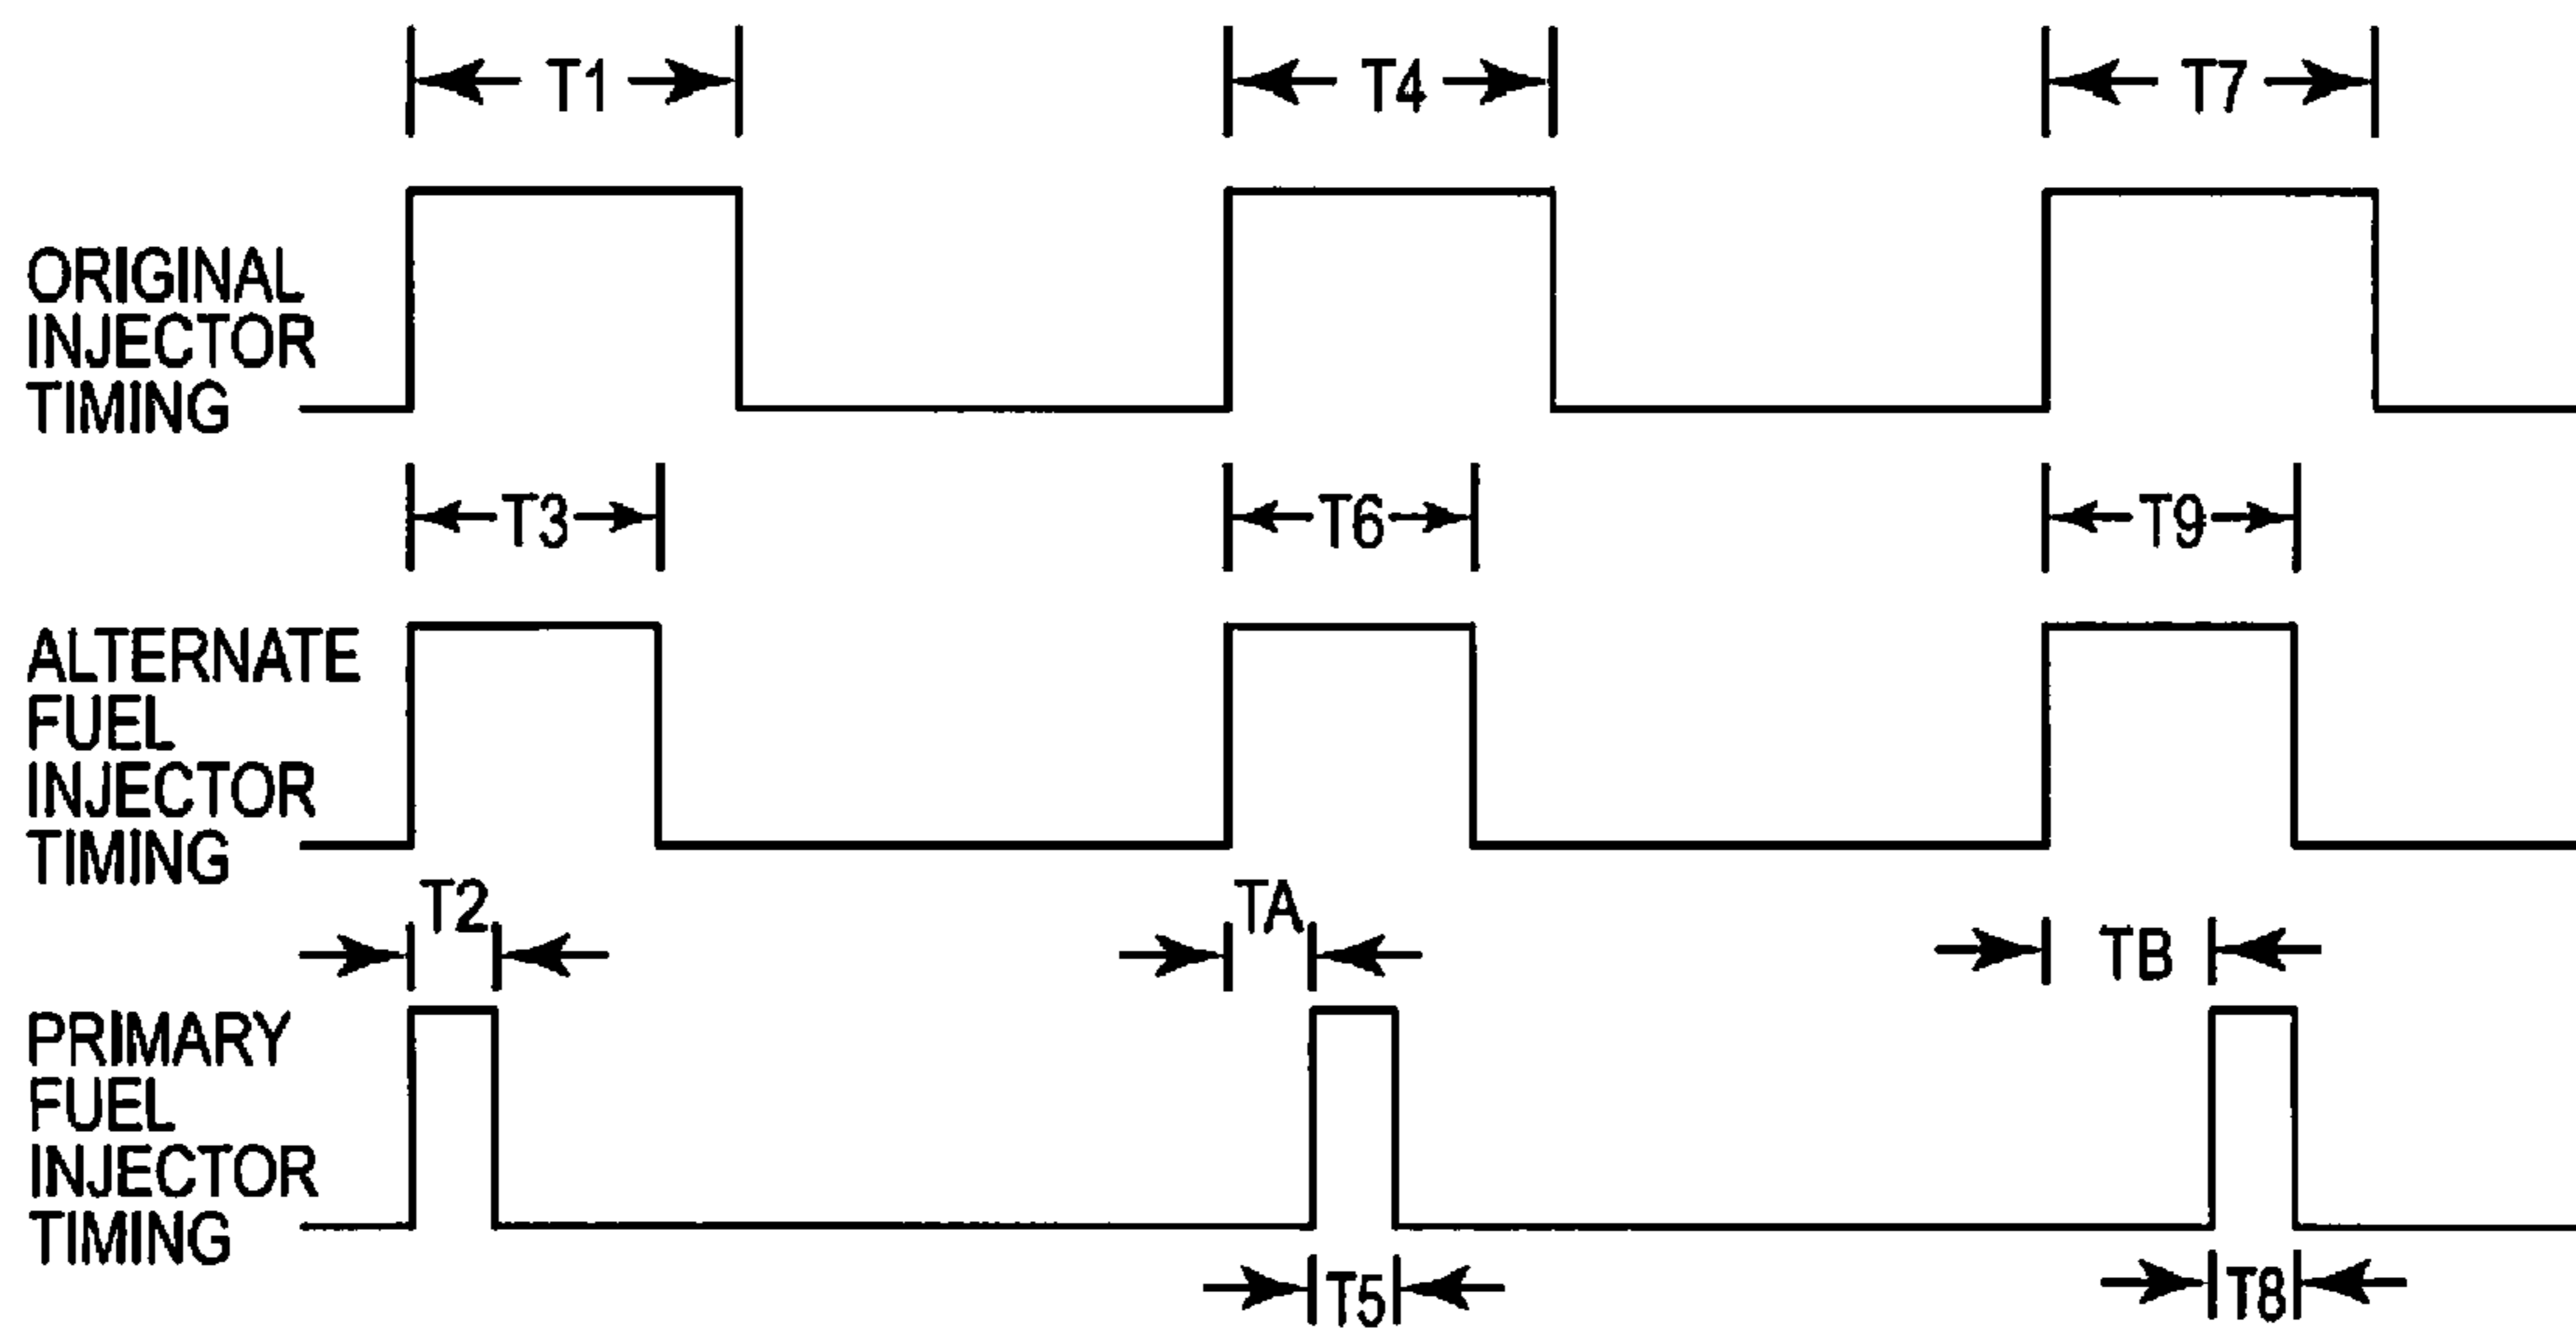 T1 T4 T7
ORIGINAL
INJECTOR
TIMING
T3 T6 T9
ALTERNATE
FUEL
INJECTOR
TIMING
T2 TA TB
PRIMARY
FUEL
INJECTOR
TIMING
T5 T8